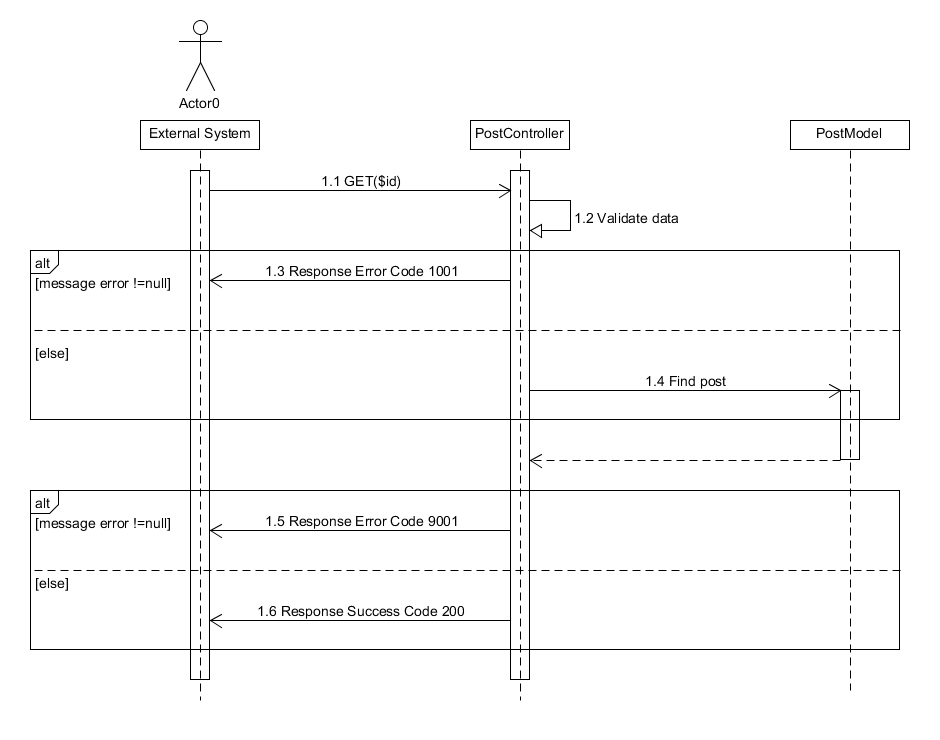 Actor0
External System
PostController
PostModel
1.1 GET($id)
1.2 Validate data
alt
[message error !=null]
1.3 Response Error Code 1001
[else]
1.4 Find post
alt
[message error !=null]
1.5 Response Error Code 9001
[else]
1.6 Response Success Code 200